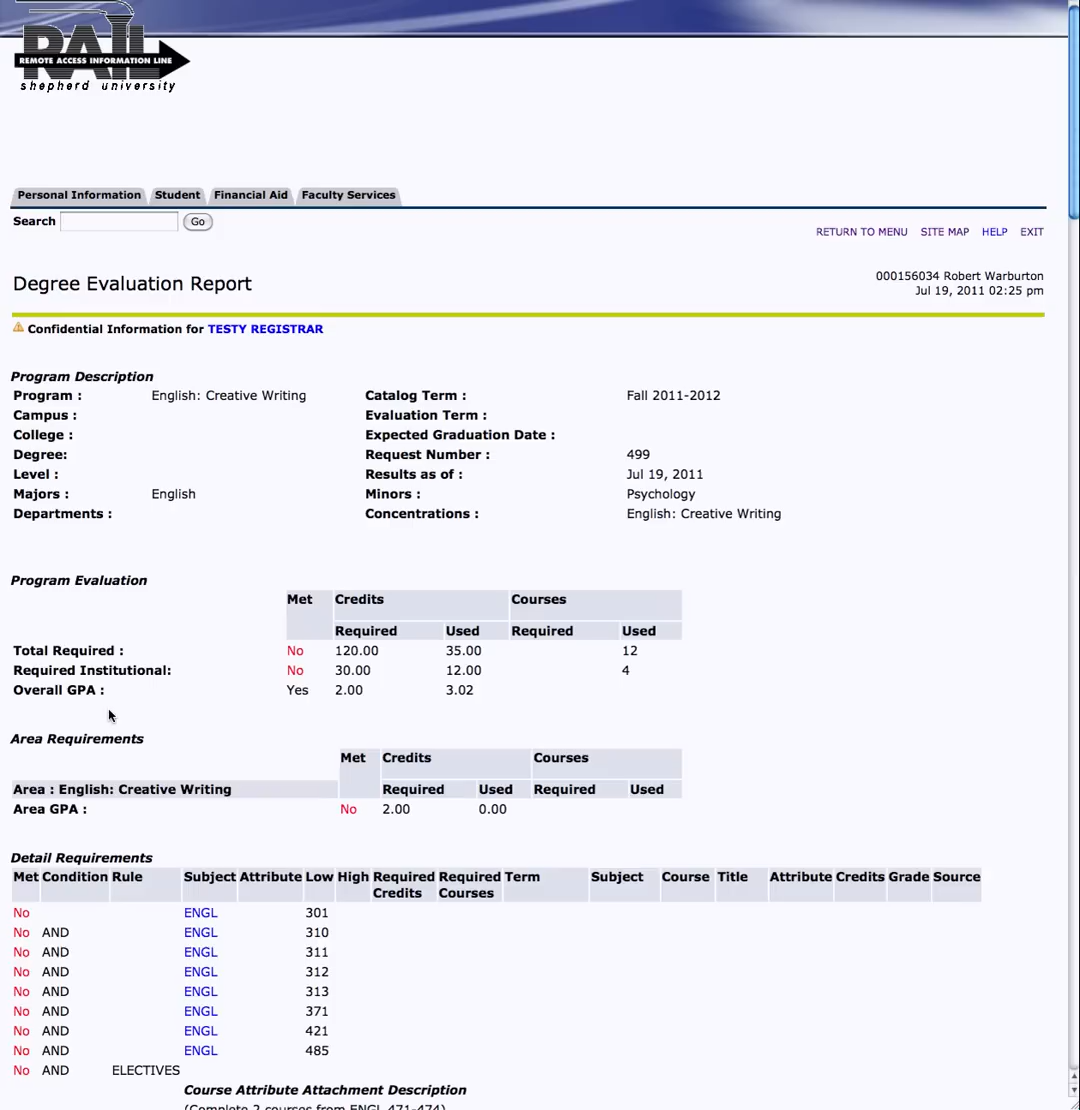 RAIL
REMOTE ACCESS INFORMATION LINE
shepherd university
Personal Information Student Financial Aid Faculty Services
Search Go
RETURN TO MENU SITE MAP HELP EXIT
Degree Evaluation Report
000156034 Robert Warburton
Jul 19, 2011 02:25 pm
Confidential Information for TESTY REGISTRAR
Program Description
Program : English: Creative Writing Catalog Term : Fall 2011-2012
Campus : Evaluation Term :
College : Expected Graduation Date :
Degree: Request Number : 499
Level : Results as of : Jul 19, 2011
Majors : English Minors : Psychology
Departments : Concentrations : English: Creative Writing
Program Evaluation
Met Credits Courses
Required Used Required Used
Total Required : No 120.00 35.00 12
Required Institutional: No 30.00 12.00 4
Overall GPA : Yes 2.00 3.02
Area Requirements
Met Credits Courses
Area : English: Creative Writing Required Used Required Used
Area GPA : No 2.00 0.00
Detail Requirements
Met Condition Rule Subject Attribute Low High Required Required Term Subject Course Title Attribute Credits Grade Source
Credits Courses
No ENGL 301
No AND ENGL 310
No AND ENGL 311
No AND ENGL 312
No AND ENGL 313
No AND ENGL 371
No AND ENGL 421
No AND ENGL 485
No AND ELECTIVES
Course Attribute Attachment Description
(Complete 2 courses from ENGL 471-474)